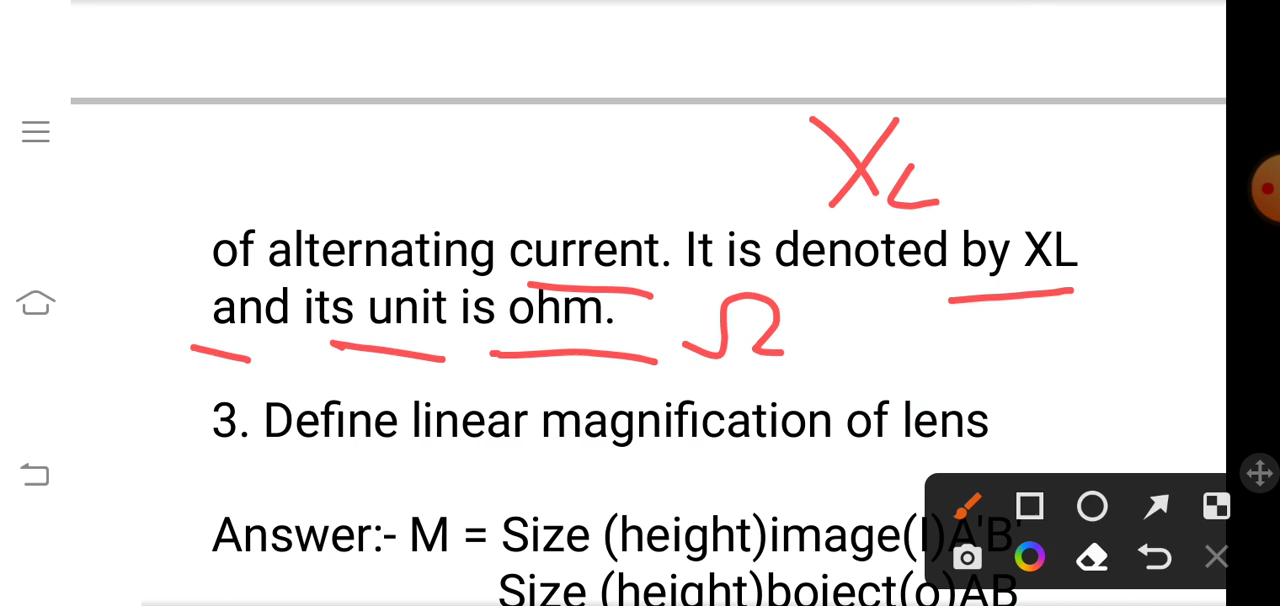 XL
of alternating current. It is denoted by XL
and its unit is ohm. Ω
3. Define linear magnification of lens
Answer:- M = Size (height)image(I)A'B'
Size (height)boject(o)AB